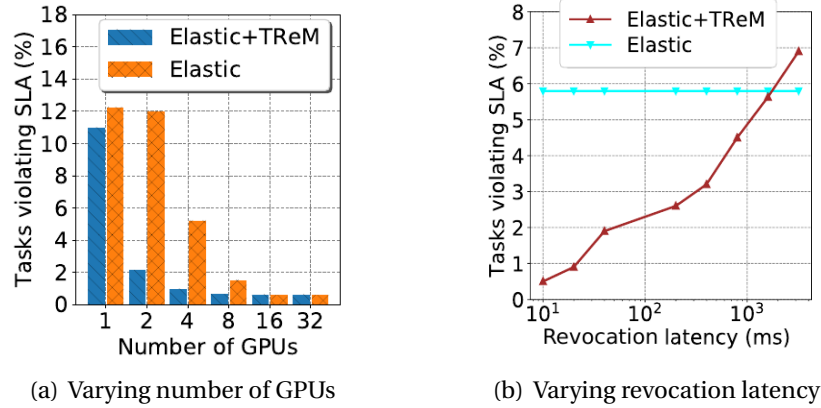 18
16
14
12
10
8
6
4
2
0
Tasks violating SLA (%)
Elastic+TReM
Elastic
1 2 4 8 16 32
Number of GPUs
(a) Varying number of GPUs
8
7
6
5
4
3
2
1
0
Tasks violating SLA (%)
Elastic+TReM
Elastic
10¹ 10² 10³
Revocation latency (ms)
(b) Varying revocation latency